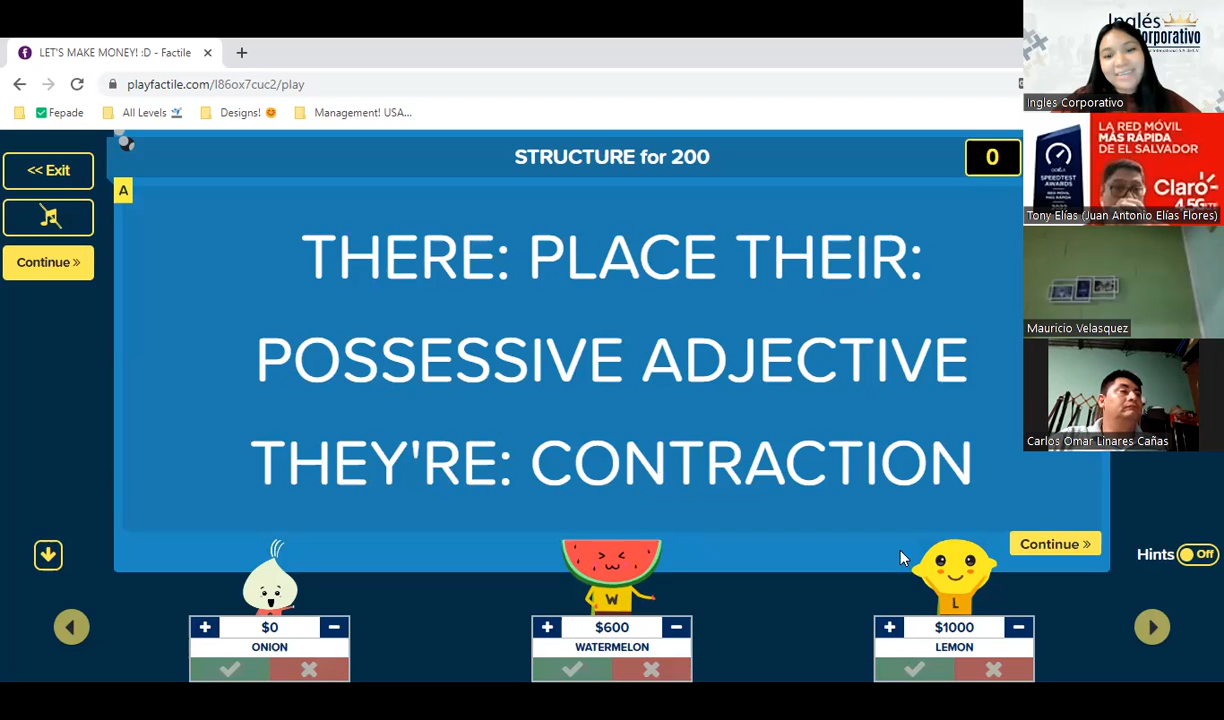 LET'S MAKE MONEY! :D - Factile
playfactile.com/l86ox7cuc2/play
Fepade
All Levels
Designs!
Management! USA...
<< Exit
Continue »
STRUCTURE for 200
0
A
THERE: PLACE THEIR:
POSSESSIVE ADJECTIVE
THEY'RE: CONTRACTION
Continue »
Hints
Off
W
L
+ $0 −
ONION
+ $600 −
WATERMELON
+ $1000 −
LEMON
Inglés
Corporativo
Ingles Corporativo
LA RED MÓVIL
MÁS RÁPIDA
DE EL SALVADOR
SPEEDTEST
AWARDS
Claro
4.5G
Tony Elías (Juan Antonio Elías Flores)
Mauricio Velasquez
Carlos Omar Linares Cañas